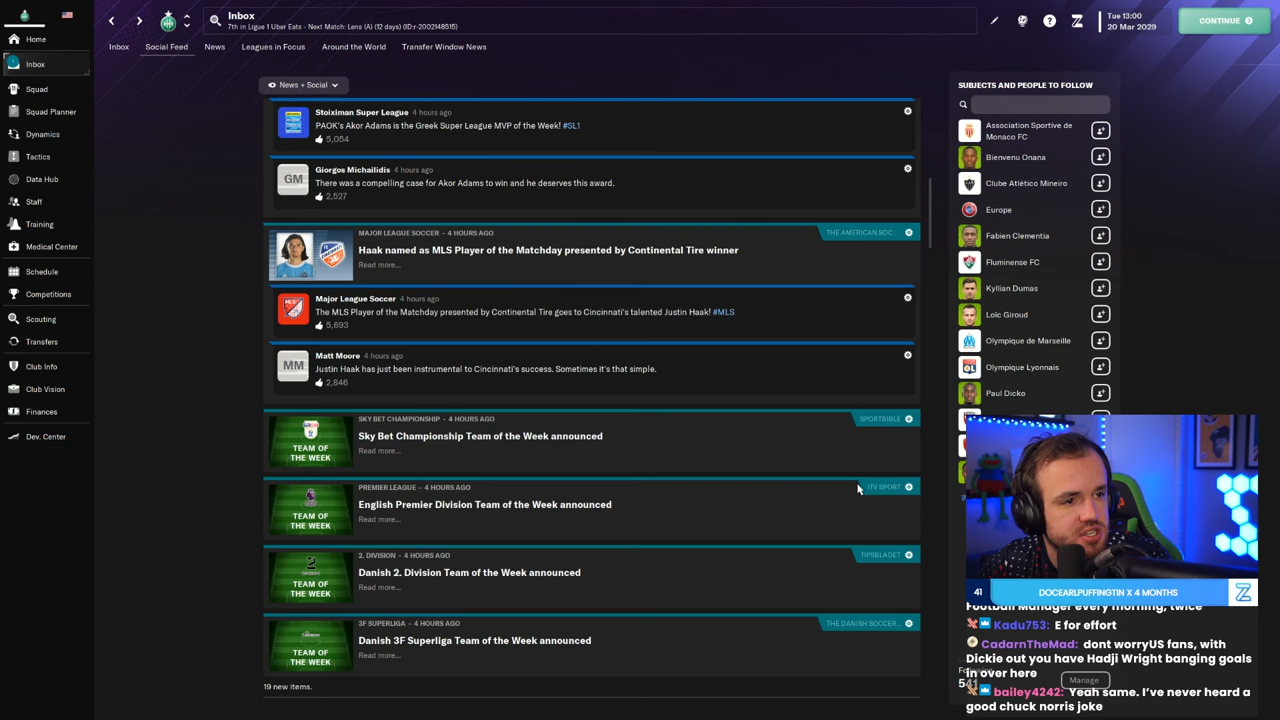 Home
Inbox
Squad
Squad Planner
Dynamics
Tactics
Data Hub
Staff
Training
Medical Center
Schedule
Competitions
Scouting
Transfers
Club Info
Club Vision
Finances
Dev. Center
Inbox
7th in Ligue 1 Uber Eats - Next Match: Lens (A) (12 days) (ID:r-2002148515)
Tue 13:00
20 Mar 2029
CONTINUE
Inbox Social Feed News Leagues in Focus Around the World Transfer Window News
News + Social
Stoiximan Super League 4 hours ago
PAOK's Akor Adams is the Greek Super League MVP of the Week! #SL1
5,054
GM
Giorgos Michailidis 4 hours ago
There was a compelling case for Akor Adams to win and he deserves this award.
2,527
MAJOR LEAGUE SOCCER - 4 HOURS AGO
THE AMERICAN SOC...
Haak named as MLS Player of the Matchday presented by Continental Tire winner
Read more...
Major League Soccer 4 hours ago
The MLS Player of the Matchday presented by Continental Tire goes to Cincinnati's talented Justin Haak! #MLS
5,693
MM
Matt Moore 4 hours ago
Justin Haak has just been instrumental to Cincinnati's success. Sometimes it's that simple.
2,846
SKY BET CHAMPIONSHIP - 4 HOURS AGO
SPORTBIBLE
Sky Bet Championship Team of the Week announced
Read more...
TEAM OF
THE WEEK
PREMIER LEAGUE - 4 HOURS AGO
ITV SPORT
English Premier Division Team of the Week announced
Read more...
TEAM OF
THE WEEK
2. DIVISION - 4 HOURS AGO
TIPSBLADET
Danish 2. Division Team of the Week announced
Read more...
TEAM OF
THE WEEK
3F SUPERLIGA - 4 HOURS AGO
THE DANISH SOCCER...
Danish 3F Superliga Team of the Week announced
Read more...
TEAM OF
THE WEEK
19 new items.
SUBJECTS AND PEOPLE TO FOLLOW
Association Sportive de
Monaco FC
Bienvenu Onana
Clube Atlético Mineiro
Europe
Fabien Clementia
Fluminense FC
Kyllian Dumas
Loïc Giroud
Olympique de Marseille
Olympique Lyonnais
Paul Dicko
41
DOCEARLPUFFINGTIN X 4 MONTHS
Football Manager every morning, twice
Kadu753: E for effort
CadarnTheMad: dont worryUS fans, with
Dickie out you have Hadji Wright banging goals
in over here
Manage
bailey4242: Yeah same. I've never heard a
good chuck norris joke